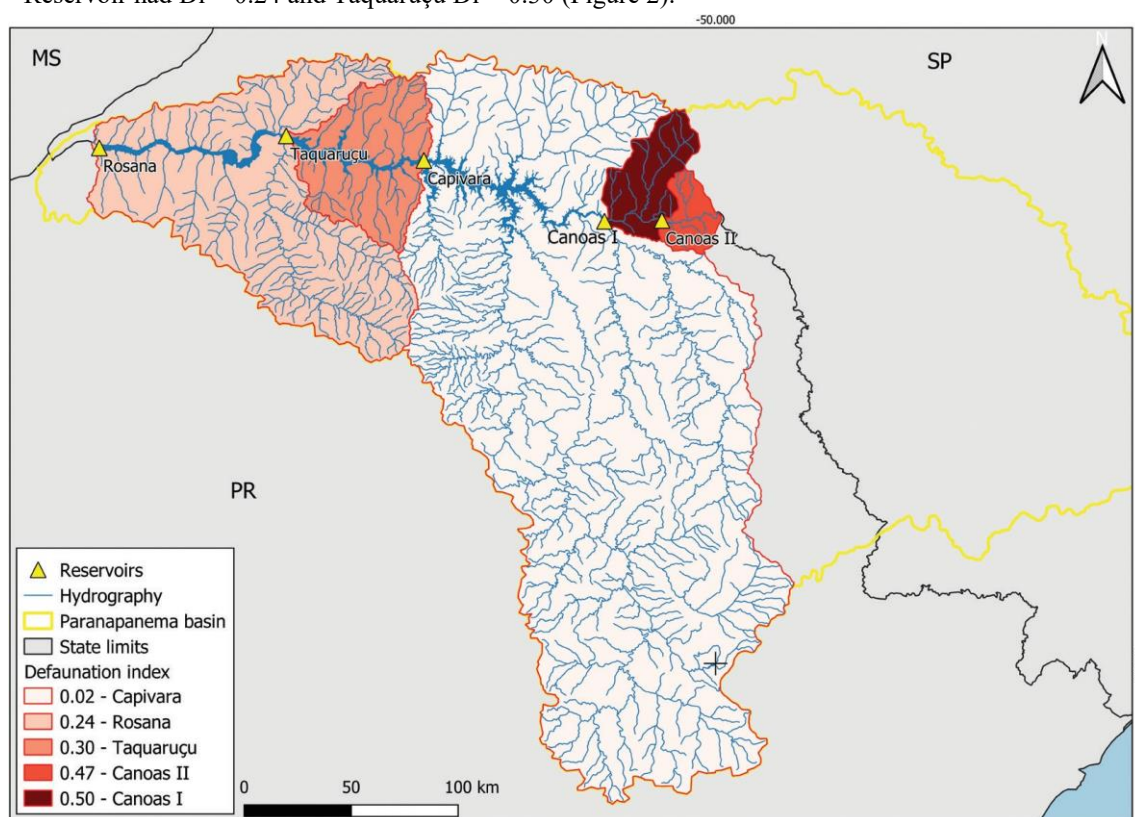 Reservoir had DI = 0.24 and Taquaruçu DI = 0.30 (Figure 2).
-50.000
MS
SP
N
Rosana
Taquaruçu
Capivara
Canoas I
Canoas II
PR
Reservoirs
Hydrography
Paranapanema basin
State limits
Defaunation index
0.02 - Capivara
0.24 - Rosana
0.30 - Taquaruçu
0.47 - Canoas II
0.50 - Canoas I
0 50 100 km